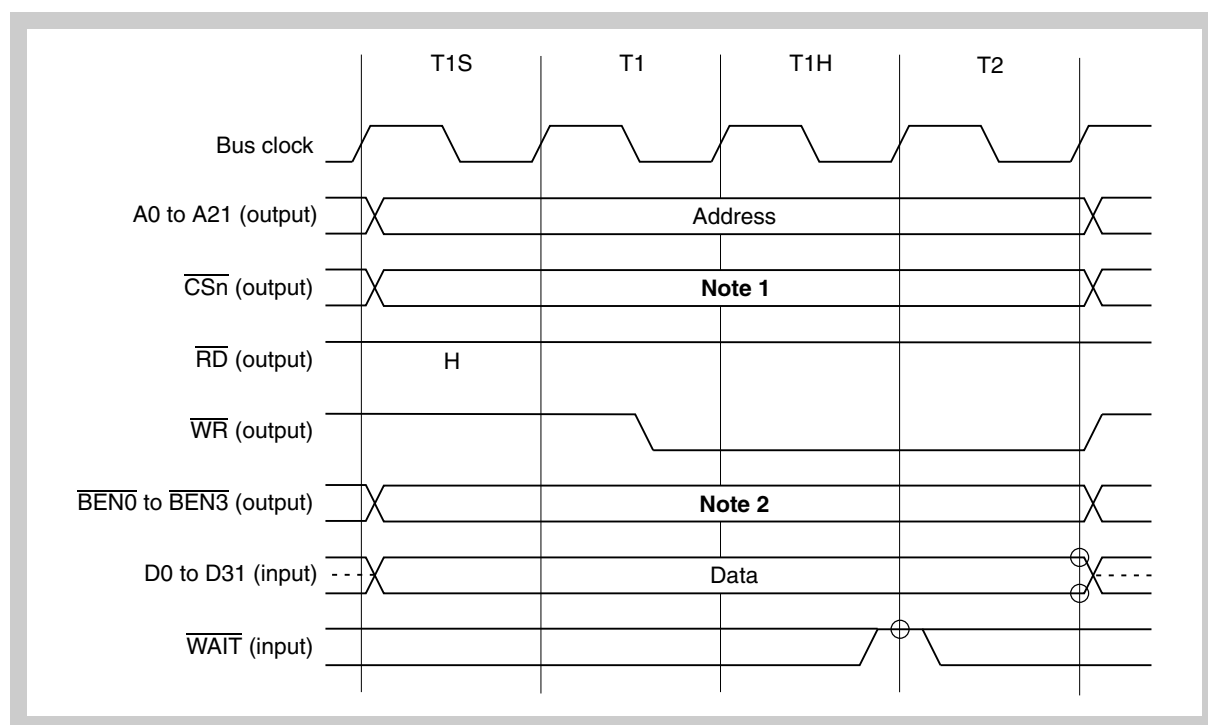 T1S T1 T1H T2
Bus clock
A0 to A21 (output) Address
CSn (output) Note 1
RD (output) H
WR (output)
BEN0 to BEN3 (output) Note 2
D0 to D31 (input) Data
WAIT (input)